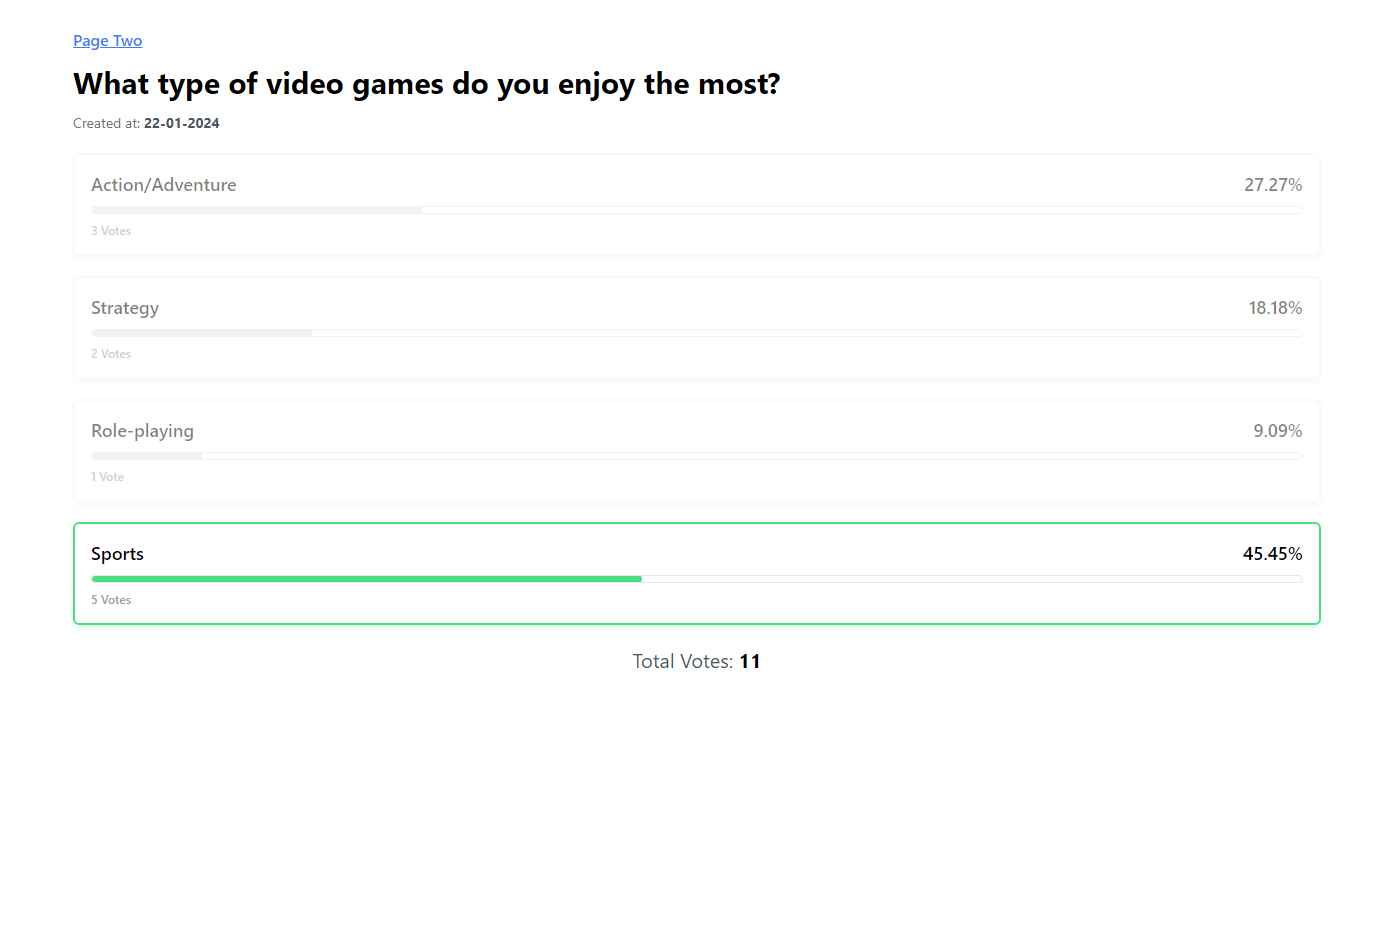 Page Two
What type of video games do you enjoy the most?
Created at: 22-01-2024
Action/Adventure 27.27%
3 Votes
Strategy 18.18%
2 Votes
Role-playing 9.09%
1 Vote
Sports 45.45%
5 Votes
Total Votes: 11